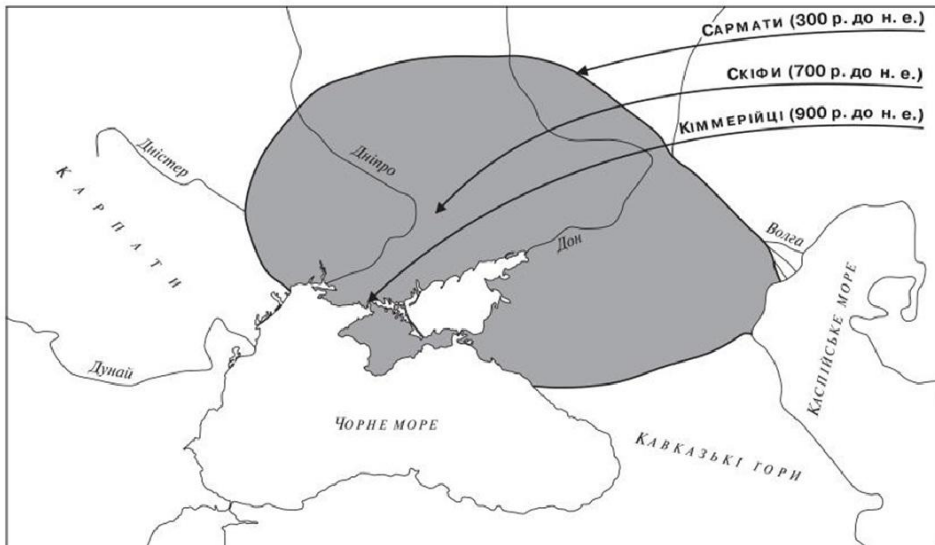 САРМАТИ (300 р. до н. е.)
СКІФИ (700 р. до н. е.)
КІММЕРІЙЦІ (900 р. до н. е.)
Дністер
Дніпро
КАРПАТИ
Волга
Дон
КАСПІЙСЬКЕ МОРЕ
Дунай
ЧОРНЕ МОРЕ
КАВКАЗЬКІ ГОРИ